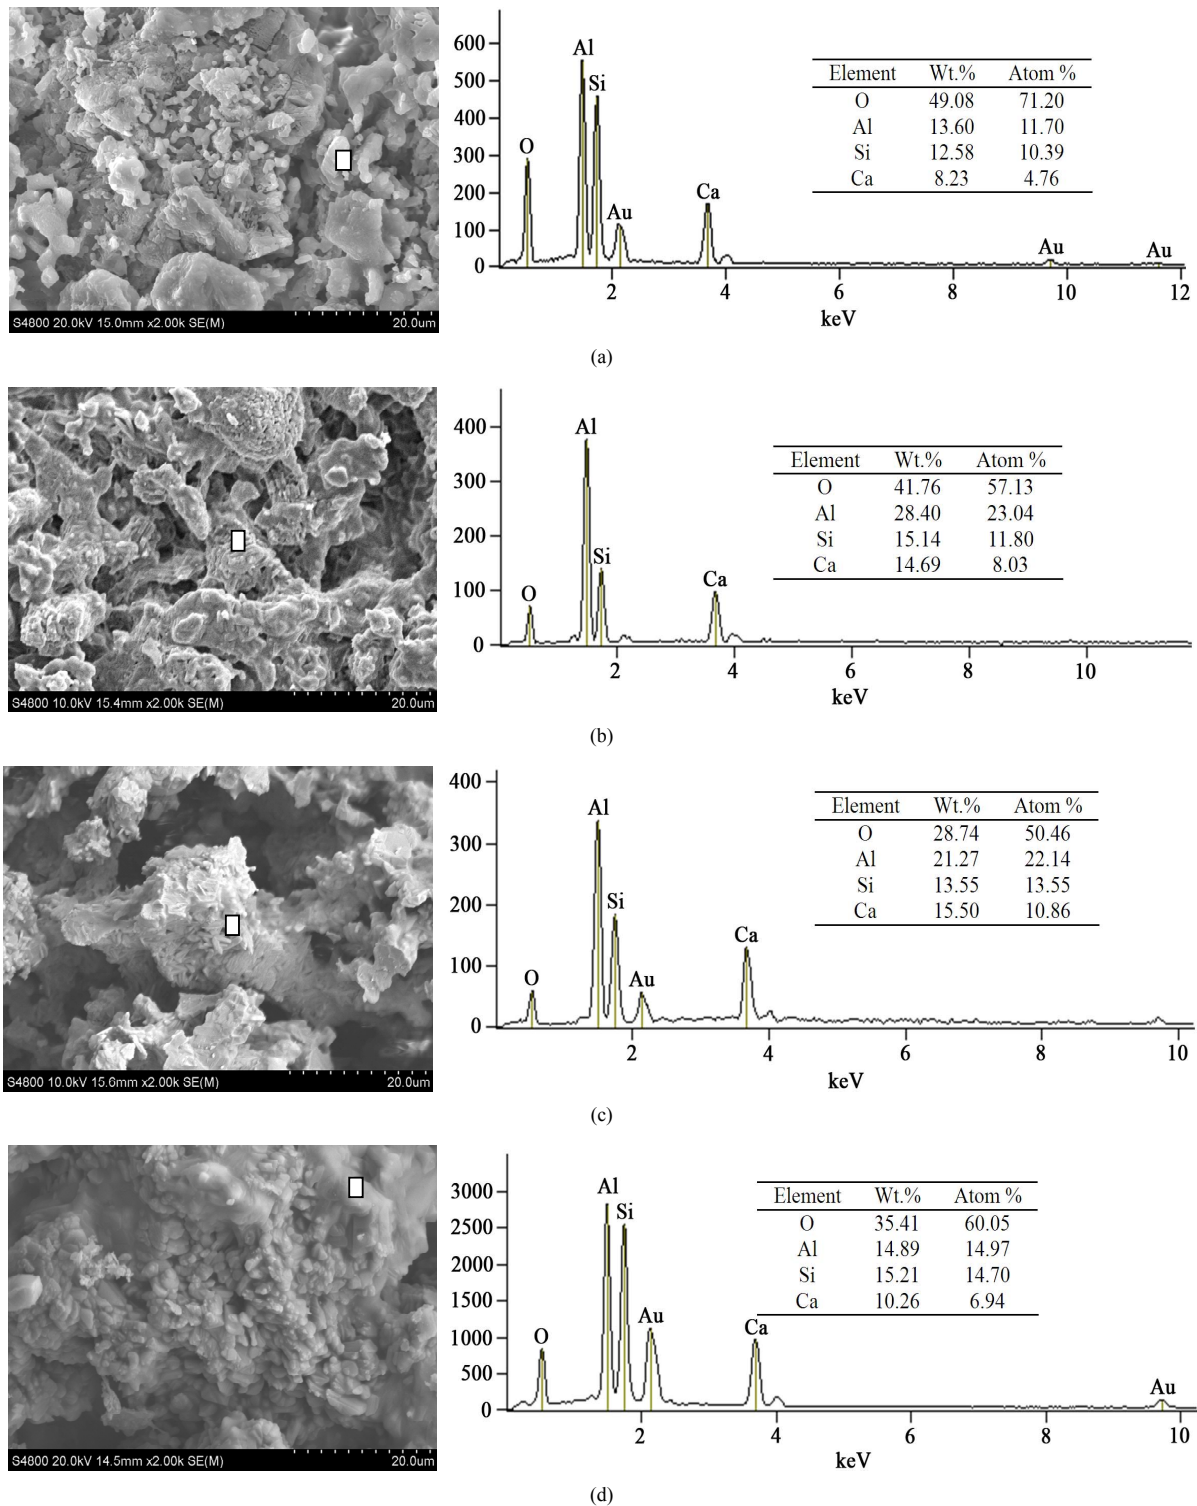 600
500
400
300
200
100
0
O
Al
Si
Au
Ca
Au
Au
2 4 6 8 10 12
keV
Element Wt.% Atom %
O 49.08 71.20
Al 13.60 11.70
Si 12.58 10.39
Ca 8.23 4.76
S4800 20.0kV 15.0mm x2.00k SE(M) 20.0um
(a)
400
300
200
100
0
O
Al
Si
Ca
2 4 6 8 10
keV
Element Wt.% Atom %
O 41.76 57.13
Al 28.40 23.04
Si 15.14 11.80
Ca 14.69 8.03
S4800 10.0kV 15.4mm x2.00k SE(M) 20.0um
(b)
400
300
200
100
0
O
Al
Si
Au
Ca
2 4 6 8 10
keV
Element Wt.% Atom %
O 28.74 50.46
Al 21.27 22.14
Si 13.55 13.55
Ca 15.50 10.86
S4800 10.0kV 15.6mm x2.00k SE(M) 20.0um
(c)
3000
2500
2000
1500
1000
500
0
O
Al
Si
Au
Ca
Au
2 4 6 8 10
keV
Element Wt.% Atom %
O 35.41 60.05
Al 14.89 14.97
Si 15.21 14.70
Ca 10.26 6.94
S4800 20.0kV 14.5mm x2.00k SE(M) 20.0um
(d)